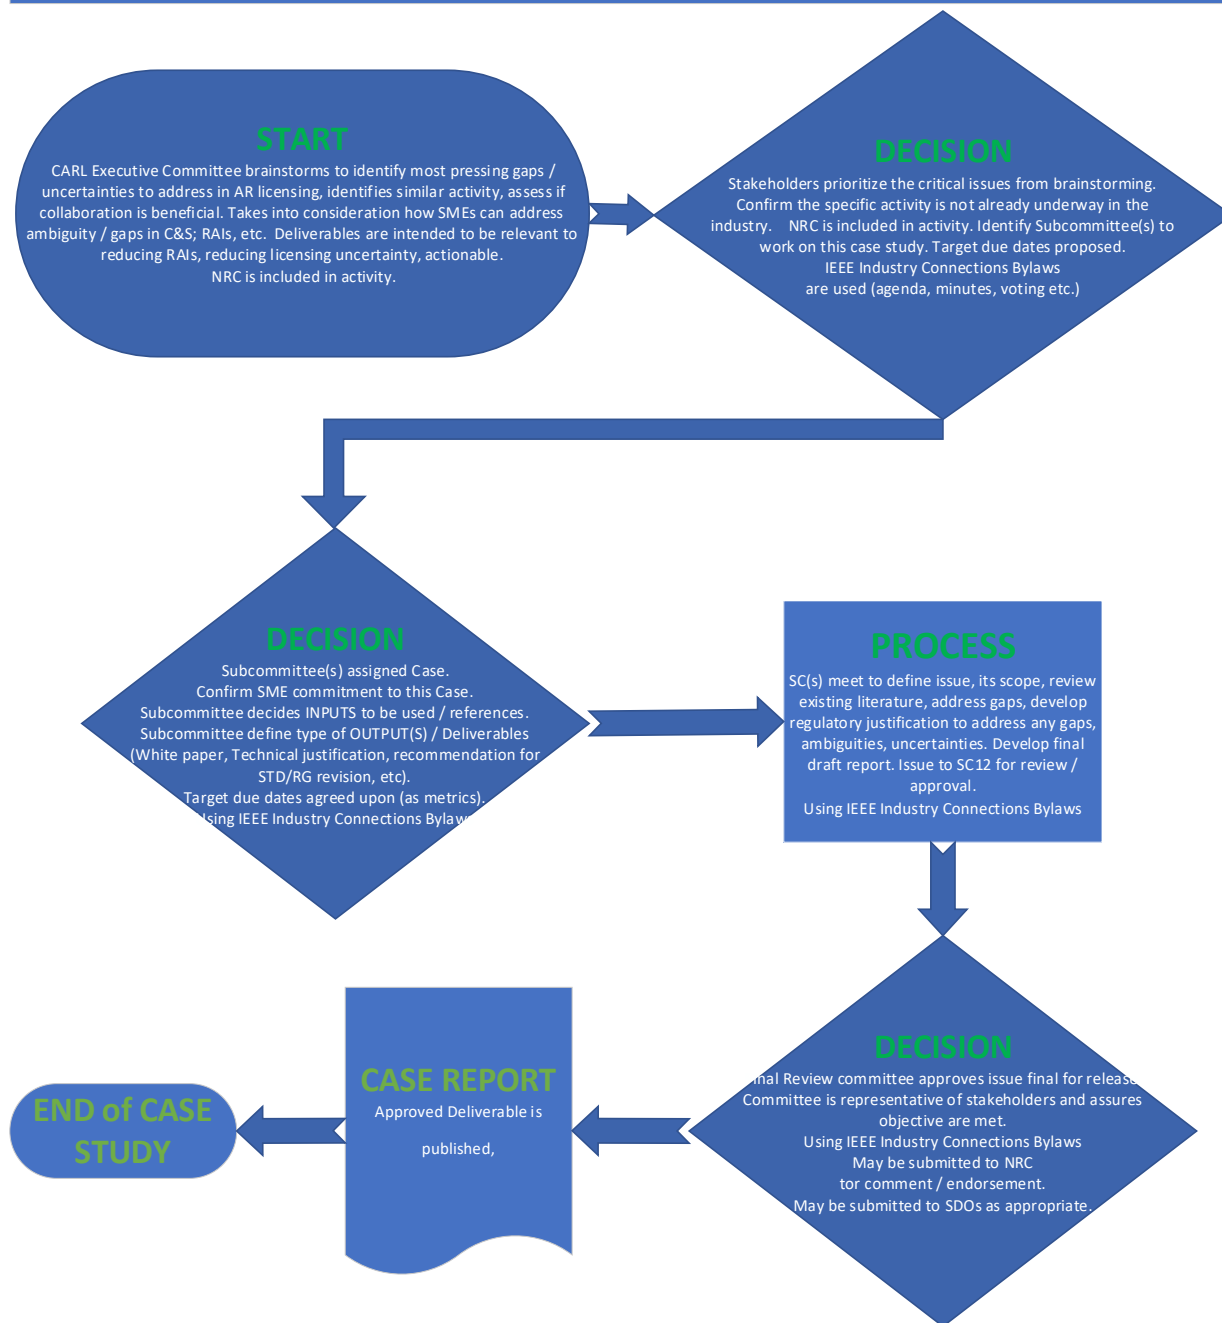 START
CARL Executive Committee brainstorms to identify most pressing gaps /
uncertainties to address in AR licensing, identifies similar activity, assess if
collaboration is beneficial. Takes into consideration how SMEs can address
ambiguity / gaps in C&S; RAIs, etc. Deliverables are intended to be relevant to
reducing RAIs, reducing licensing uncertainty, actionable.
NRC is included in activity.
DECISION
Stakeholders prioritize the critical issues from brainstorming.
Confirm the specific activity is not already underway in the
industry. NRC is included in activity. Identify Subcommittee(s) to
work on this case study. Target due dates proposed.
IEEE Industry Connections Bylaws
are used (agenda, minutes, voting etc.)
DECISION
Subcommittee(s) assigned Case.
Confirm SME commitment to this Case.
Subcommittee decides INPUTS to be used / references.
Subcommittee define type of OUTPUT(S) / Deliverables
(White paper, Technical justification, recommendation for
STD/RG revision, etc).
Target due dates agreed upon (as metrics).
Using IEEE Industry Connections Bylaws
PROCESS
SC(s) meet to define issue, its scope, review
existing literature, address gaps, develop
regulatory justification to address any gaps,
ambiguities, uncertainties. Develop final
draft report. Issue to SC12 for review /
approval.
Using IEEE Industry Connections Bylaws
DECISION
inal Review committee approves issue final for release
Committee is representative of stakeholders and assures
objective are met.
Using IEEE Industry Connections Bylaws
May be submitted to NRC
tor comment / endorsement.
May be submitted to SDOs as appropriate.
CASE REPORT
Approved Deliverable is
published,
END of CASE
STUDY